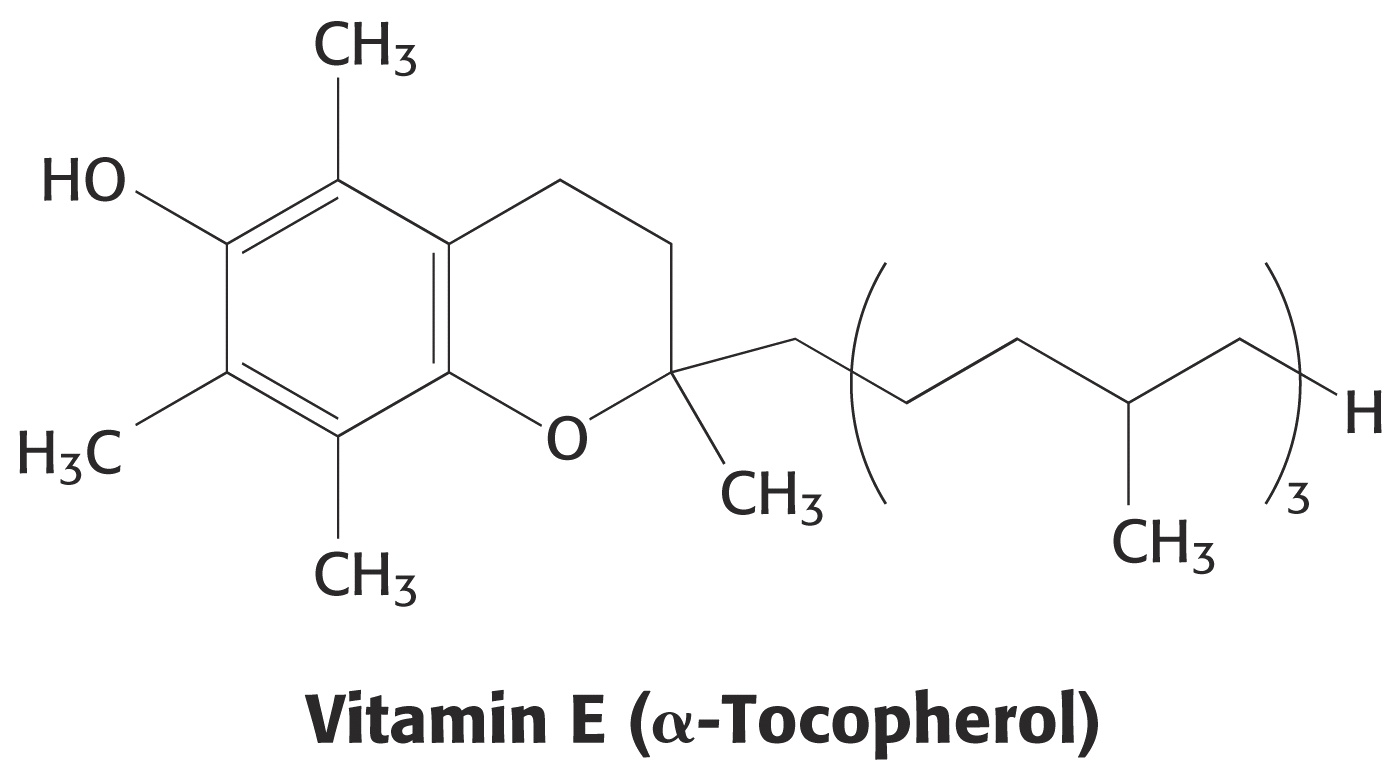 CH₃
HO
H
O
H₃C
CH₃
3
CH₃
CH₃
Vitamin E (α-Tocopherol)